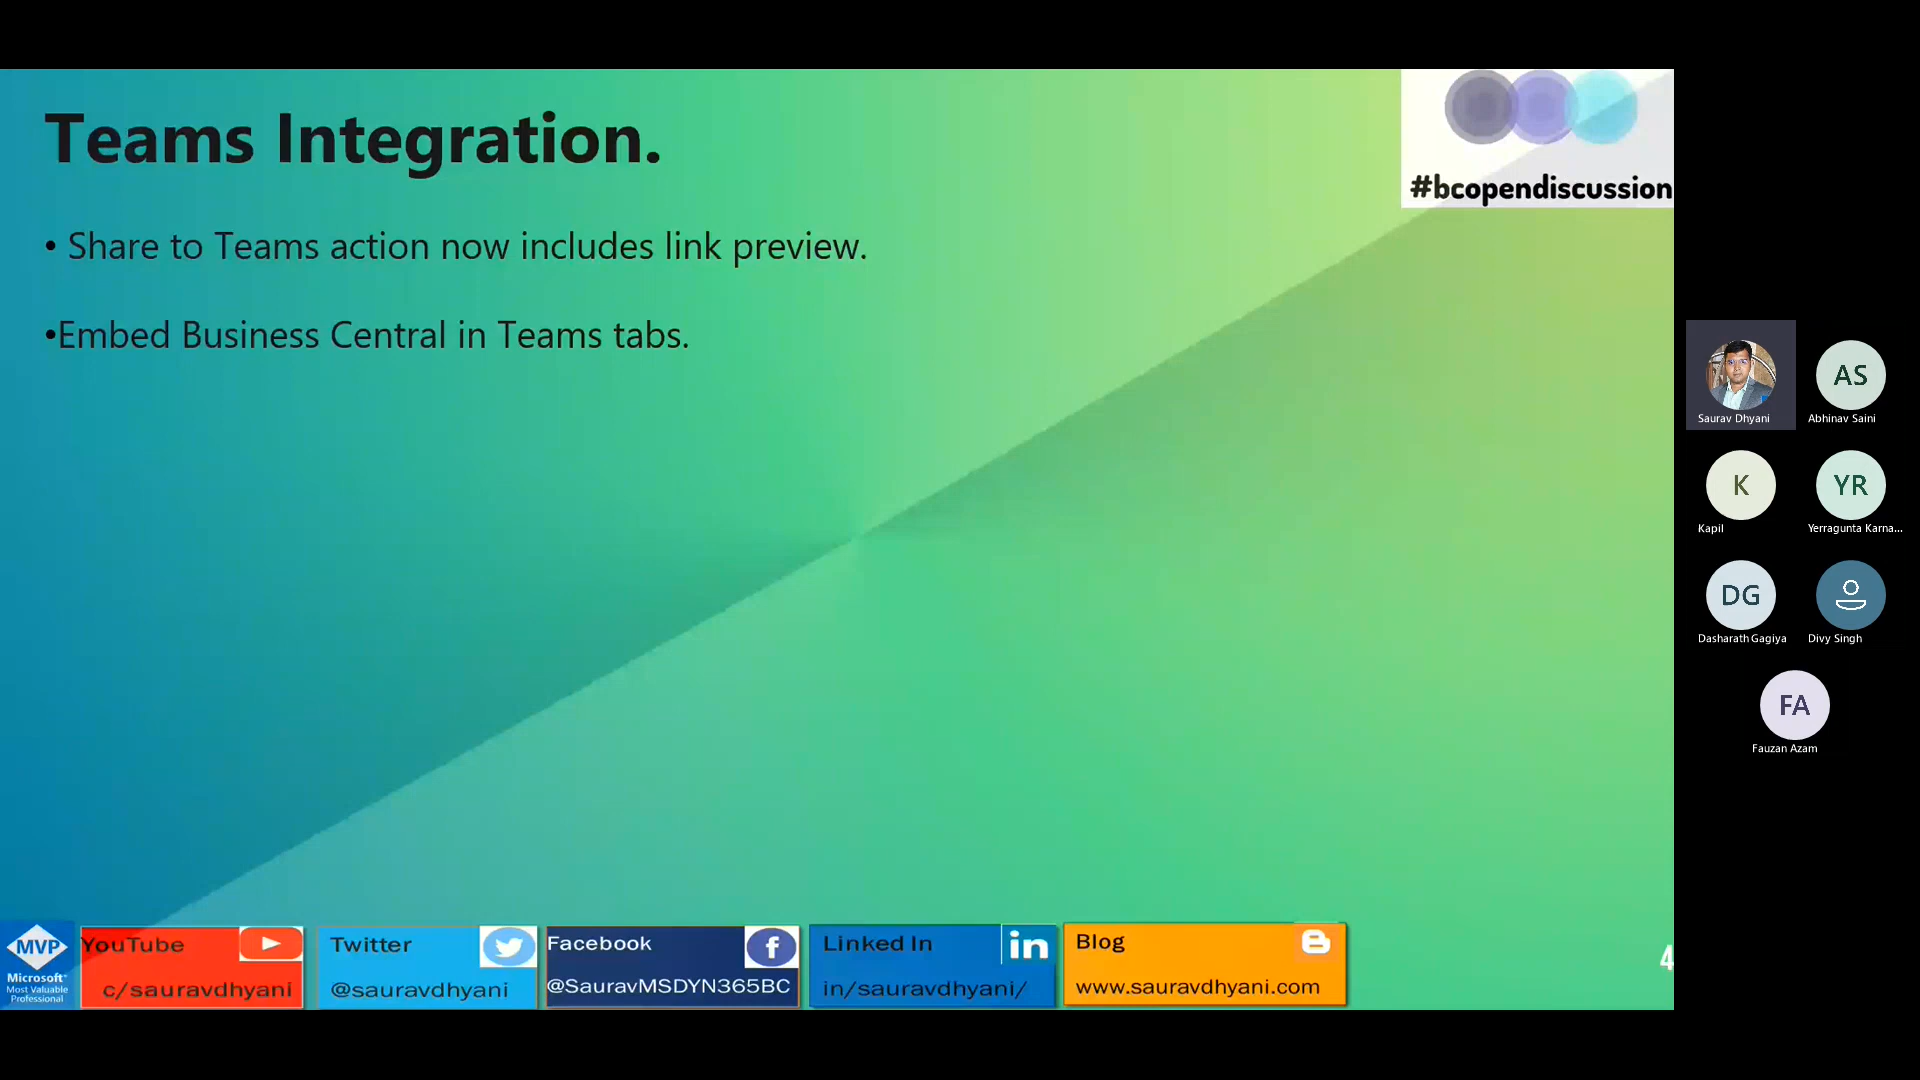 Teams Integration.
#bcopendiscussion
• Share to Teams action now includes link preview.
•Embed Business Central in Teams tabs.
Saurav Dhyani
AS
Abhinav Saini
K
Kapil
YR
Yerragunta Karna...
DG
Dasharath Gagiya
Divy Singh
FA
Fauzan Azam
MVP
Microsoft®
Most Valuable
Professional
YouTube
c/sauravdhyani
Twitter
@sauravdhyani
Facebook
f
@SauravMSDYN365BC
Linked In
in
in/sauravdhyani/
Blog
www.sauravdhyani.com
4